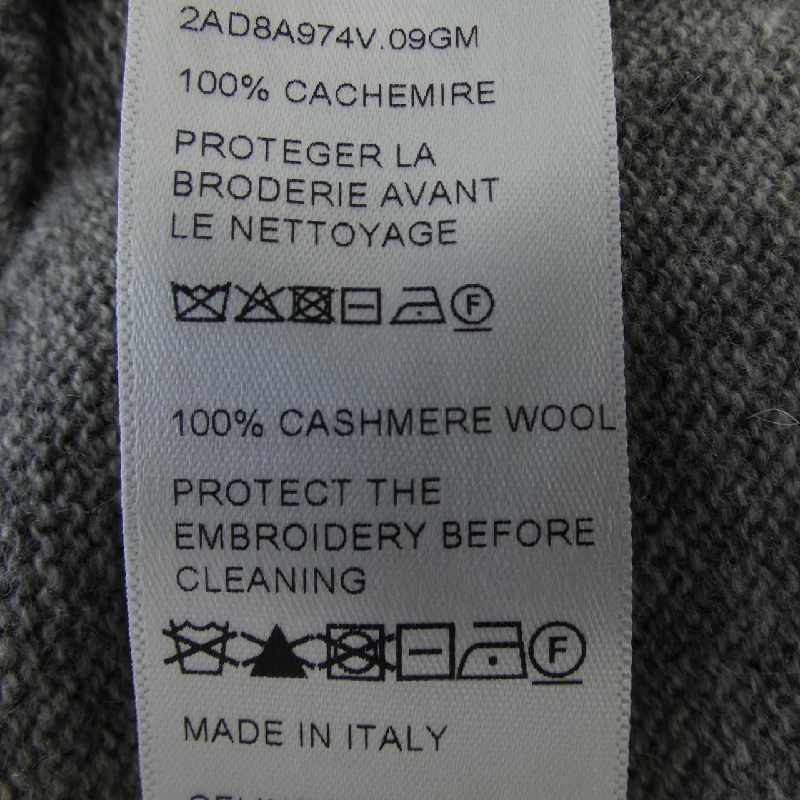 2AD8A974V.09GM
100% CACHEMIRE
PROTEGER LA
BRODERIE AVANT
LE NETTOYAGE
F
100% CASHMERE WOOL
PROTECT THE
EMBROIDERY BEFORE
CLEANING
F
MADE IN ITALY